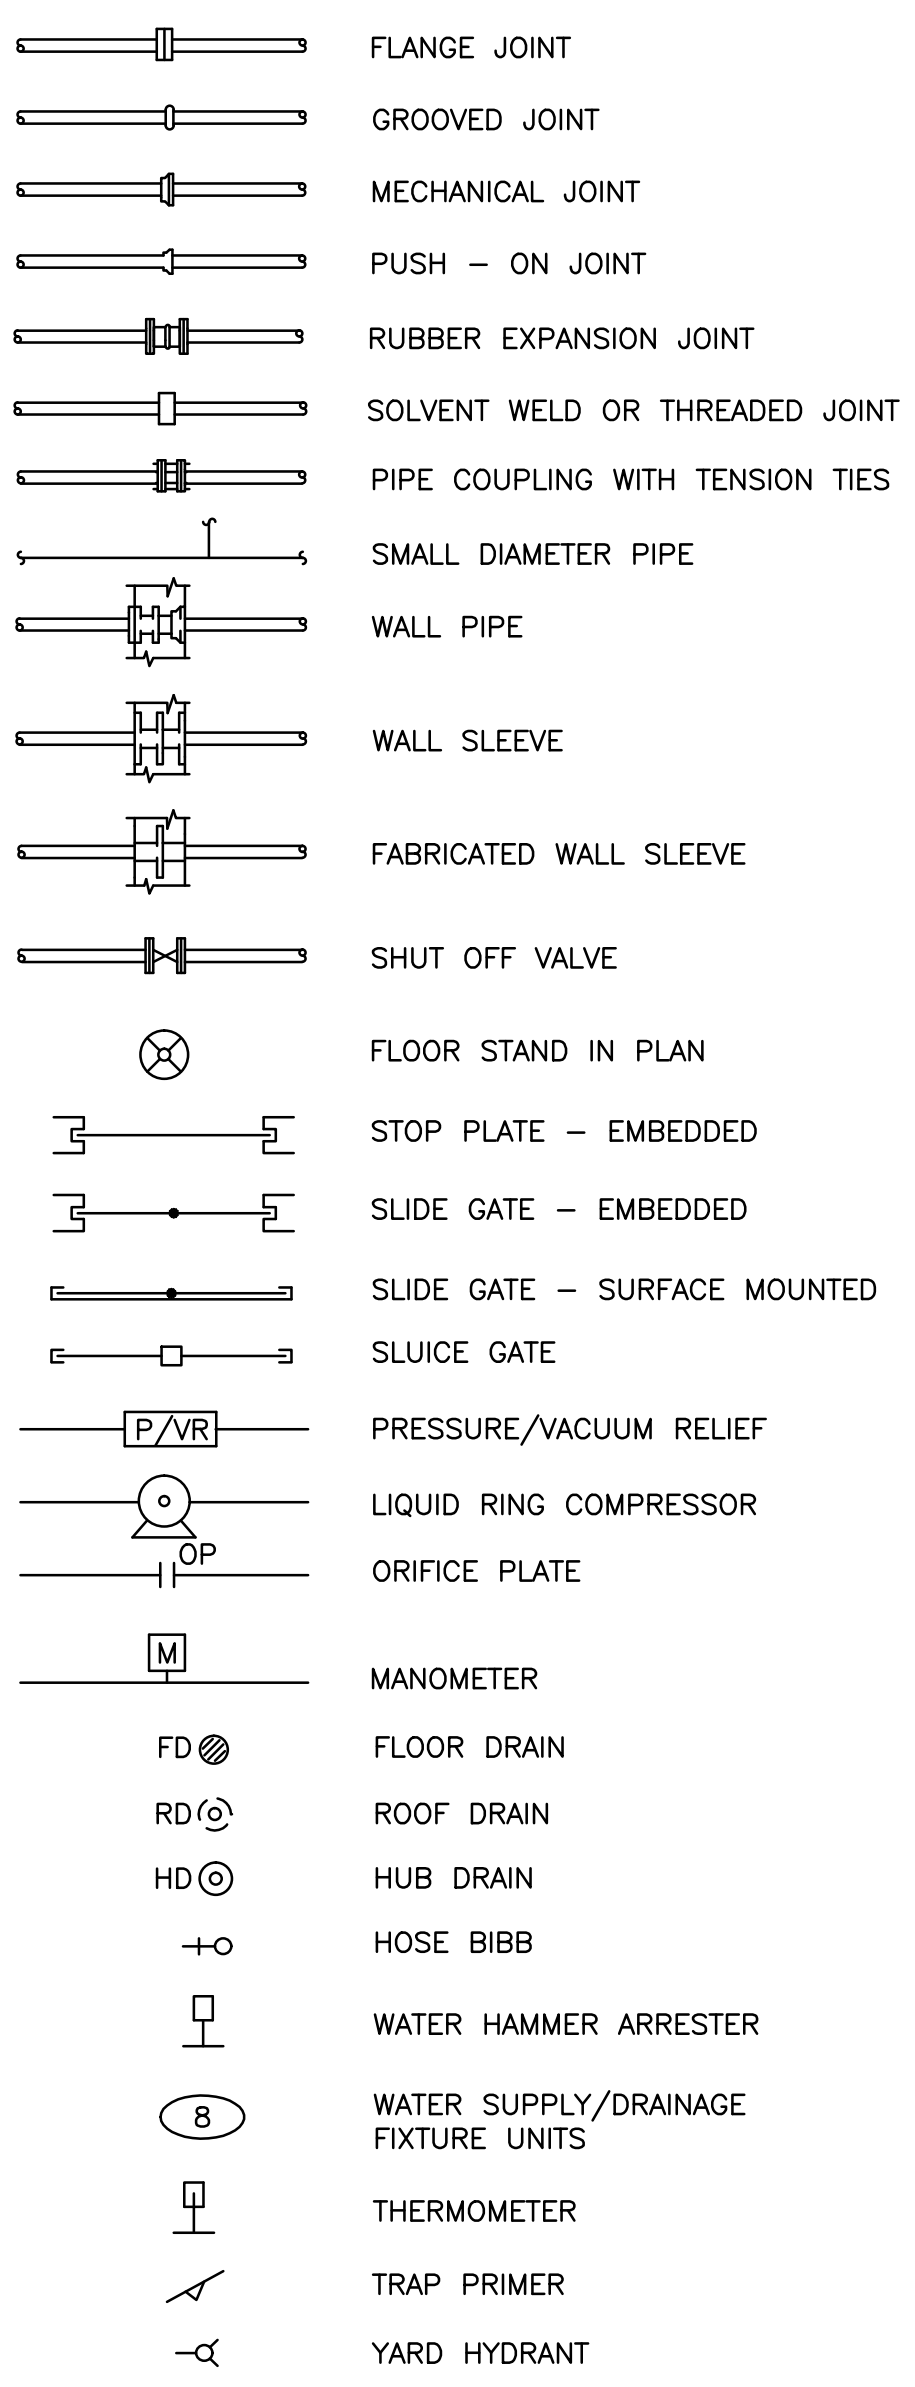 FLANGE JOINT
GROOVED JOINT
MECHANICAL JOINT
PUSH - ON JOINT
RUBBER EXPANSION JOINT
SOLVENT WELD OR THREADED JOINT
PIPE COUPLING WITH TENSION TIES
SMALL DIAMETER PIPE
WALL PIPE
WALL SLEEVE
FABRICATED WALL SLEEVE
SHUT OFF VALVE
FLOOR STAND IN PLAN
STOP PLATE - EMBEDDED
SLIDE GATE - EMBEDDED
SLIDE GATE - SURFACE MOUNTED
SLUICE GATE
P/VR PRESSURE/VACUUM RELIEF
LIQUID RING COMPRESSOR
OP ORIFICE PLATE
M MANOMETER
FD FLOOR DRAIN
RD ROOF DRAIN
HD HUB DRAIN
HOSE BIBB
WATER HAMMER ARRESTER
8 WATER SUPPLY/DRAINAGE
FIXTURE UNITS
THERMOMETER
TRAP PRIMER
YARD HYDRANT